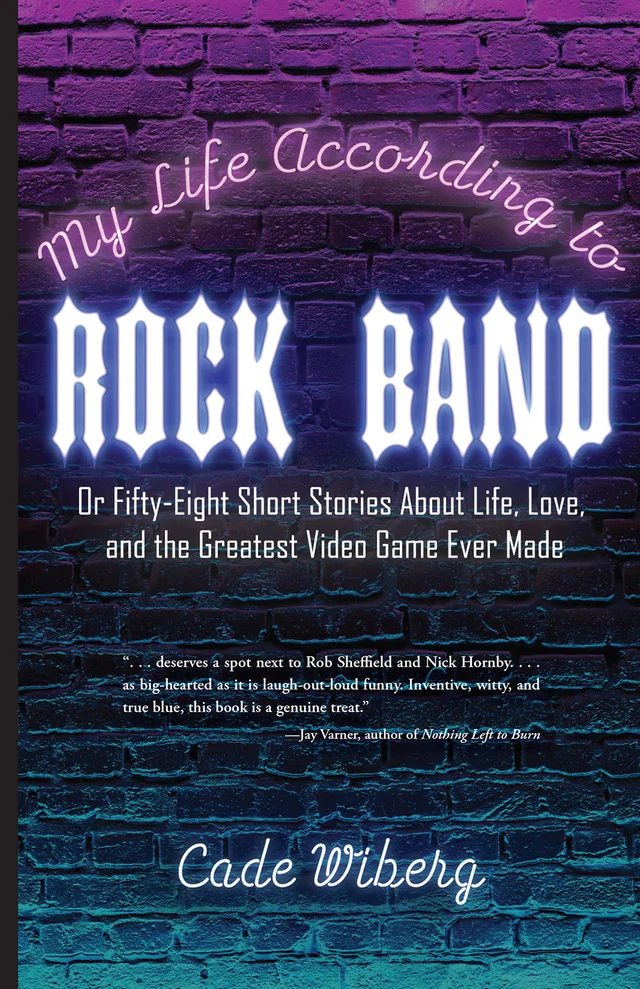 My Life According to
ROCK BAND
Or Fifty-Eight Short Stories About Life, Love,
and the Greatest Video Game Ever Made
“. . . deserves a spot next to Rob Sheffield and Nick Hornby. . . .
as big-hearted as it is laugh-out-loud funny. Inventive, witty, and
true blue, this book is a genuine treat.”
—Jay Varner, author of Nothing Left to Burn
Cade Wiberg